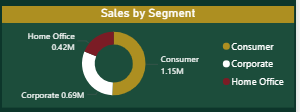 Sales by Segment
Home Office
0.42M
Consumer
1.15M
Corporate 0.69M
Consumer
Corporate
Home Office